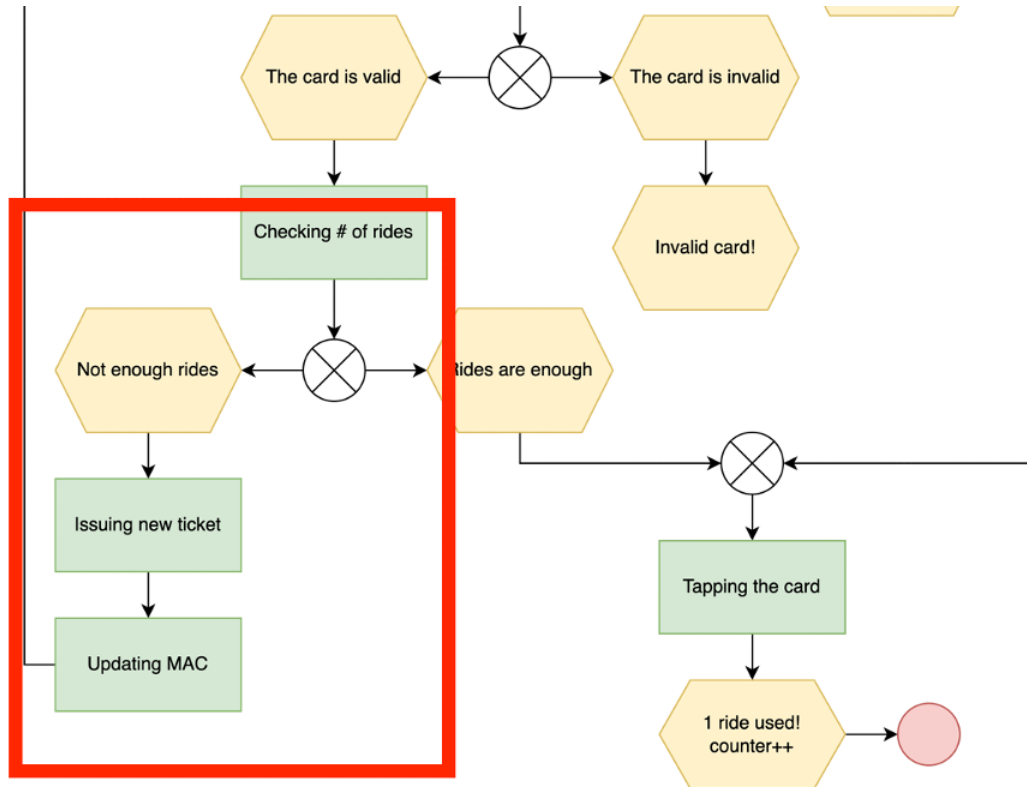 The card is valid
The card is invalid
Checking # of rides
Invalid card!
Not enough rides
Rides are enough
Issuing new ticket
Tapping the card
Updating MAC
1 ride used!
counter++